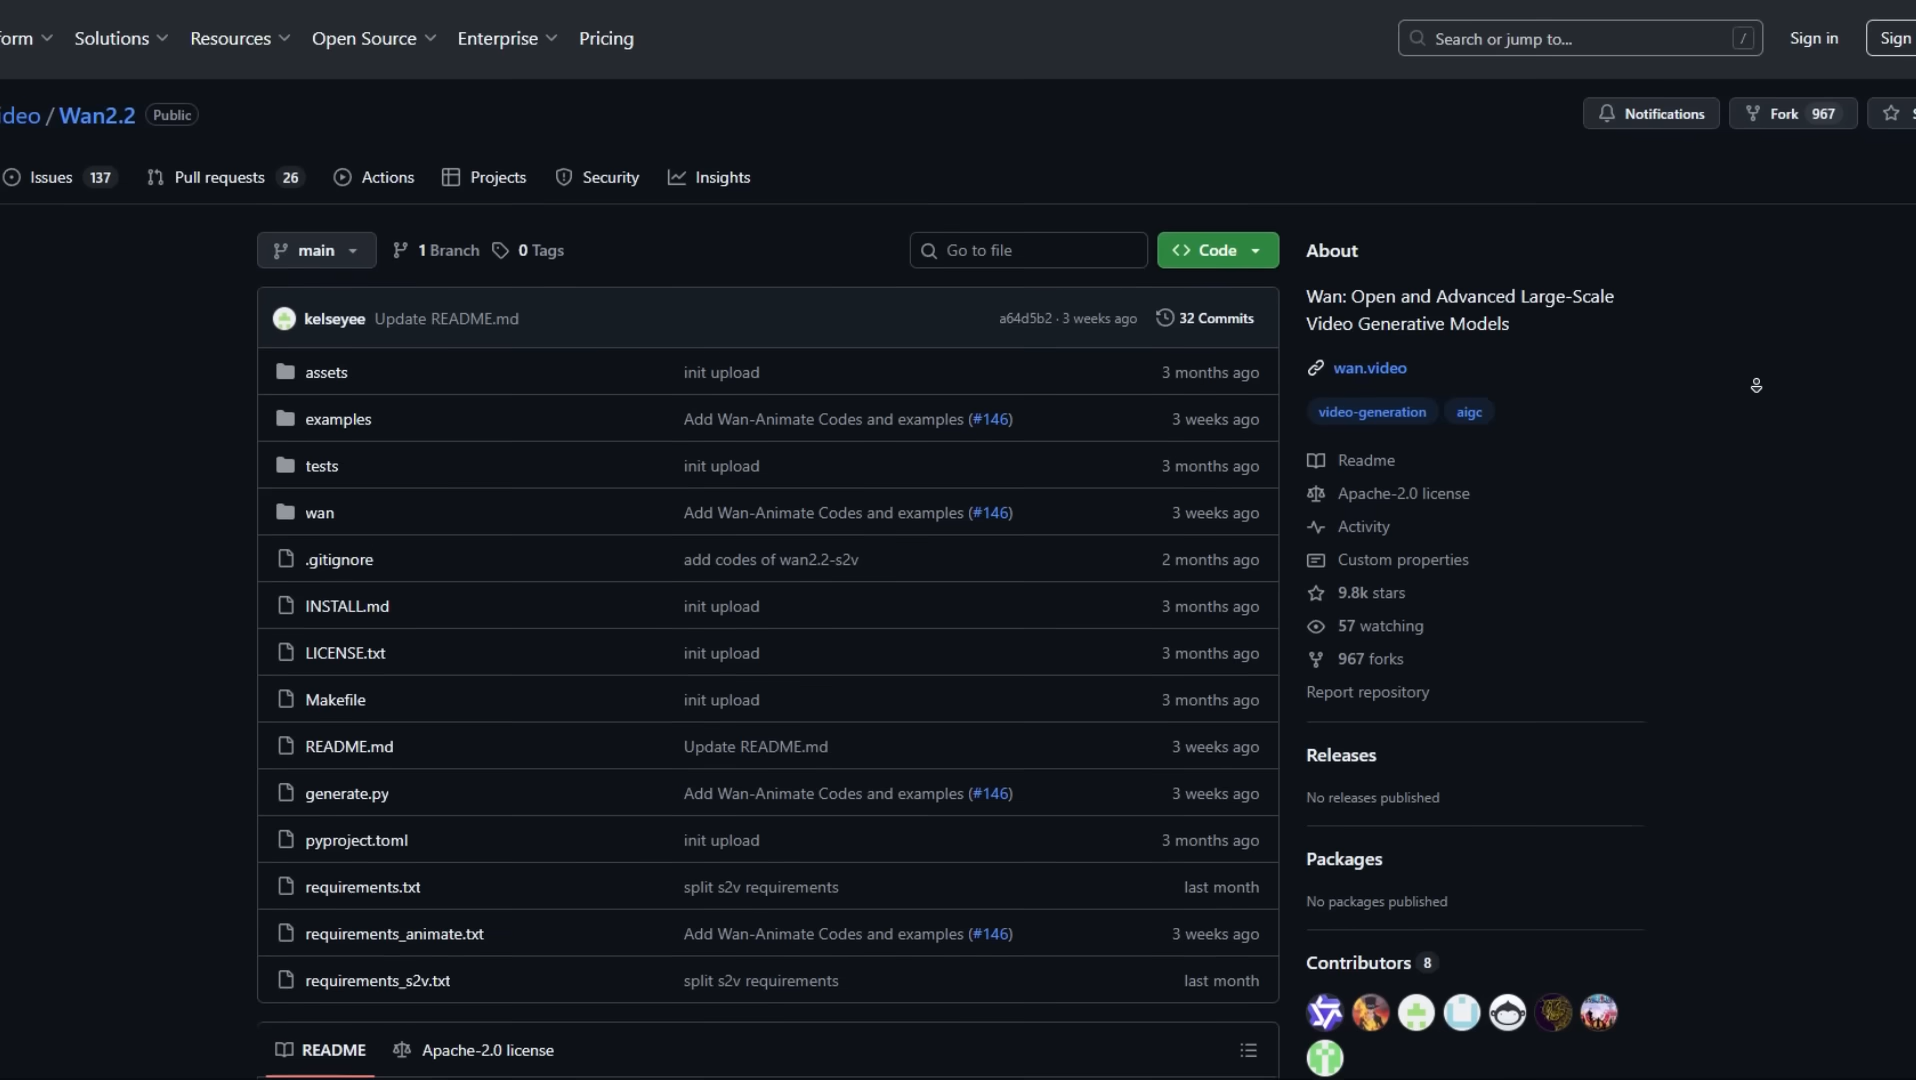 orm Solutions Resources Open Source Enterprise Pricing Search or jump to... / Sign in Sign
ideo / Wan2.2 Public Notifications Fork 967 S
Issues 137 Pull requests 26 Actions Projects Security Insights
main 1 Branch 0 Tags Go to file Code
kelseyee Update README.md a64d5b2 · 3 weeks ago 32 Commits
assets init upload 3 months ago
examples Add Wan-Animate Codes and examples (#146) 3 weeks ago
tests init upload 3 months ago
wan Add Wan-Animate Codes and examples (#146) 3 weeks ago
.gitignore add codes of wan2.2-s2v 2 months ago
INSTALL.md init upload 3 months ago
LICENSE.txt init upload 3 months ago
Makefile init upload 3 months ago
README.md Update README.md 3 weeks ago
generate.py Add Wan-Animate Codes and examples (#146) 3 weeks ago
pyproject.toml init upload 3 months ago
requirements.txt split s2v requirements last month
requirements_animate.txt Add Wan-Animate Codes and examples (#146) 3 weeks ago
requirements_s2v.txt split s2v requirements last month
README Apache-2.0 license
About
Wan: Open and Advanced Large-Scale
Video Generative Models
wan.video
video-generation aigc
Readme
Apache-2.0 license
Activity
Custom properties
9.8k stars
57 watching
967 forks
Report repository
Releases
No releases published
Packages
No packages published
Contributors 8